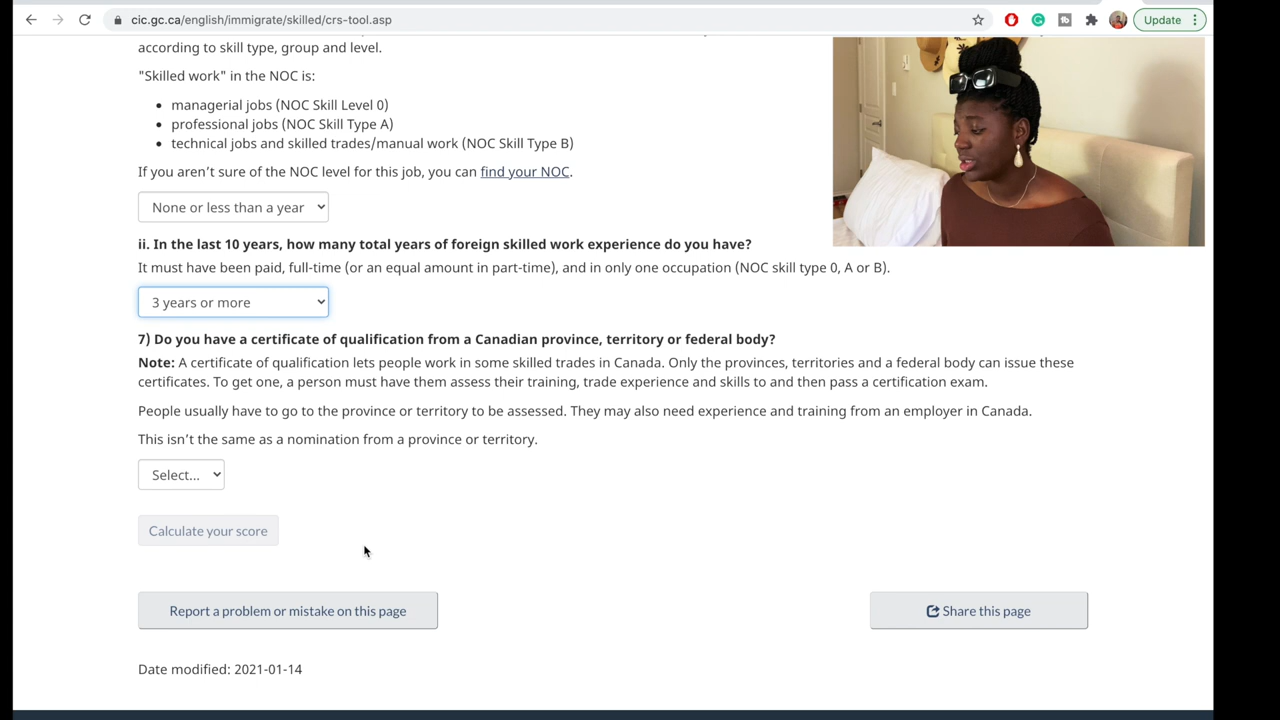 cic.gc.ca/english/immigrate/skilled/crs-tool.asp
Update
according to skill type, group and level.
"Skilled work" in the NOC is:
• managerial jobs (NOC Skill Level 0)
• professional jobs (NOC Skill Type A)
• technical jobs and skilled trades/manual work (NOC Skill Type B)
If you aren’t sure of the NOC level for this job, you can find your NOC.
None or less than a year
ii. In the last 10 years, how many total years of foreign skilled work experience do you have?
It must have been paid, full-time (or an equal amount in part-time), and in only one occupation (NOC skill type 0, A or B).
3 years or more
7) Do you have a certificate of qualification from a Canadian province, territory or federal body?
Note: A certificate of qualification lets people work in some skilled trades in Canada. Only the provinces, territories and a federal body can issue these
certificates. To get one, a person must have them assess their training, trade experience and skills to and then pass a certification exam.
People usually have to go to the province or territory to be assessed. They may also need experience and training from an employer in Canada.
This isn’t the same as a nomination from a province or territory.
Select...
Calculate your score
Report a problem or mistake on this page
Share this page
Date modified: 2021-01-14